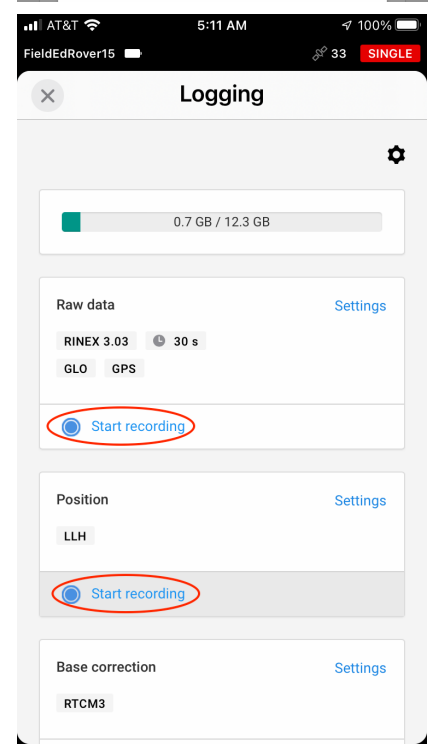 AT&T 5:11 AM 100%
FieldEdRover15 33 SINGLE
Logging
0.7 GB / 12.3 GB
Raw data Settings
RINEX 3.03 30 s
GLO GPS
Start recording
Position Settings
LLH
Start recording
Base correction Settings
RTCM3